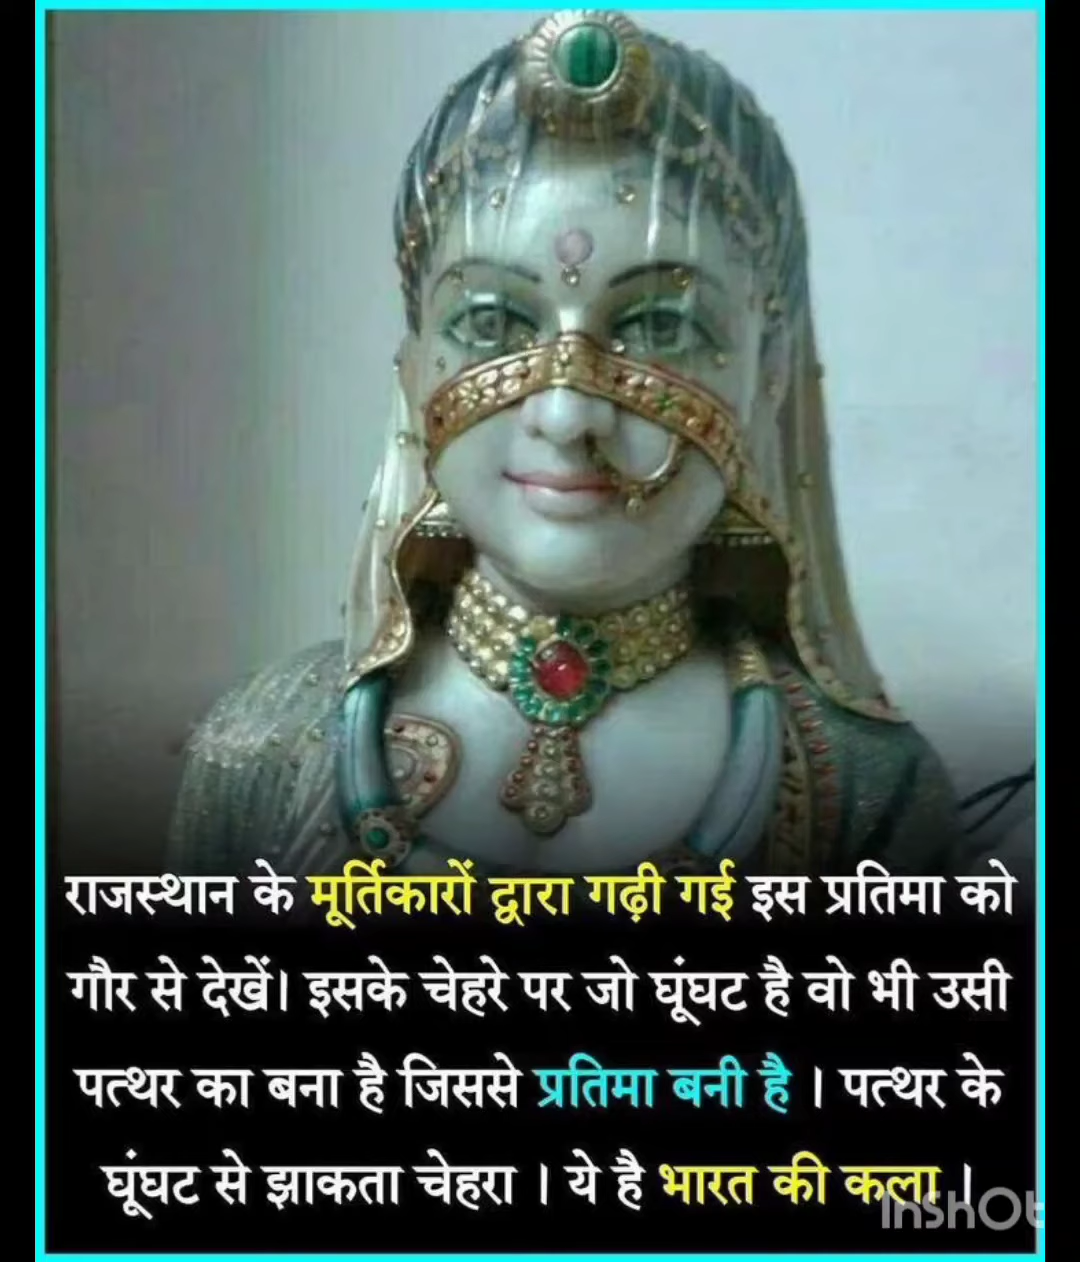 राजस्थान के मूर्तिकारों द्वारा गढ़ी गई इस प्रतिमा को
गौर से देखें। इसके चेहरे पर जो घूंघट है वो भी उसी
पत्थर का बना है जिससे प्रतिमा बनी है । पत्थर के
घूंघट से झाकता चेहरा । ये है भारत की कला ।
InShOt